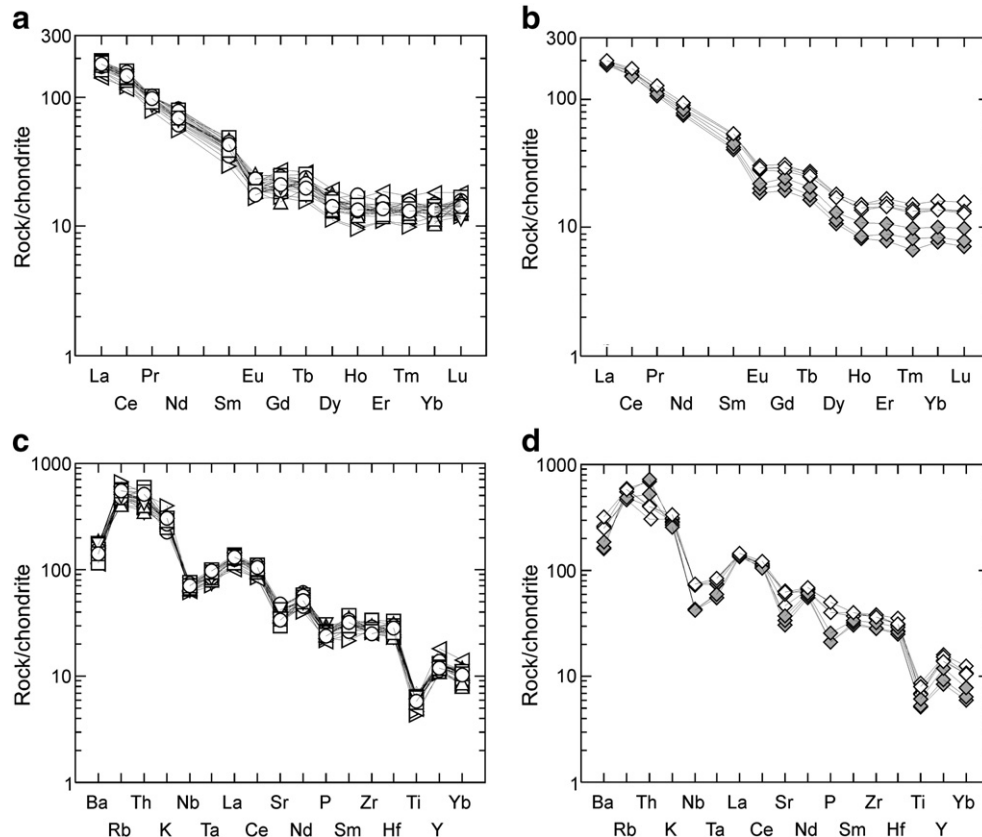 a
300
100
10
1
Rock/chondrite
La Pr Eu Tb Ho Tm Lu
Ce Nd Sm Gd Dy Er Yb
b
300
100
10
1
Rock/chondrite
La Pr Eu Tb Ho Tm Lu
Ce Nd Sm Gd Dy Er Yb
c
1000
100
10
1
Rock/chondrite
Ba Th Nb La Sr P Zr Ti Yb
Rb K Ta Ce Nd Sm Hf Y
d
1000
100
10
1
Rock/chondrite
Ba Th Nb La Sr P Zr Ti Yb
Rb K Ta Ce Nd Sm Hf Y